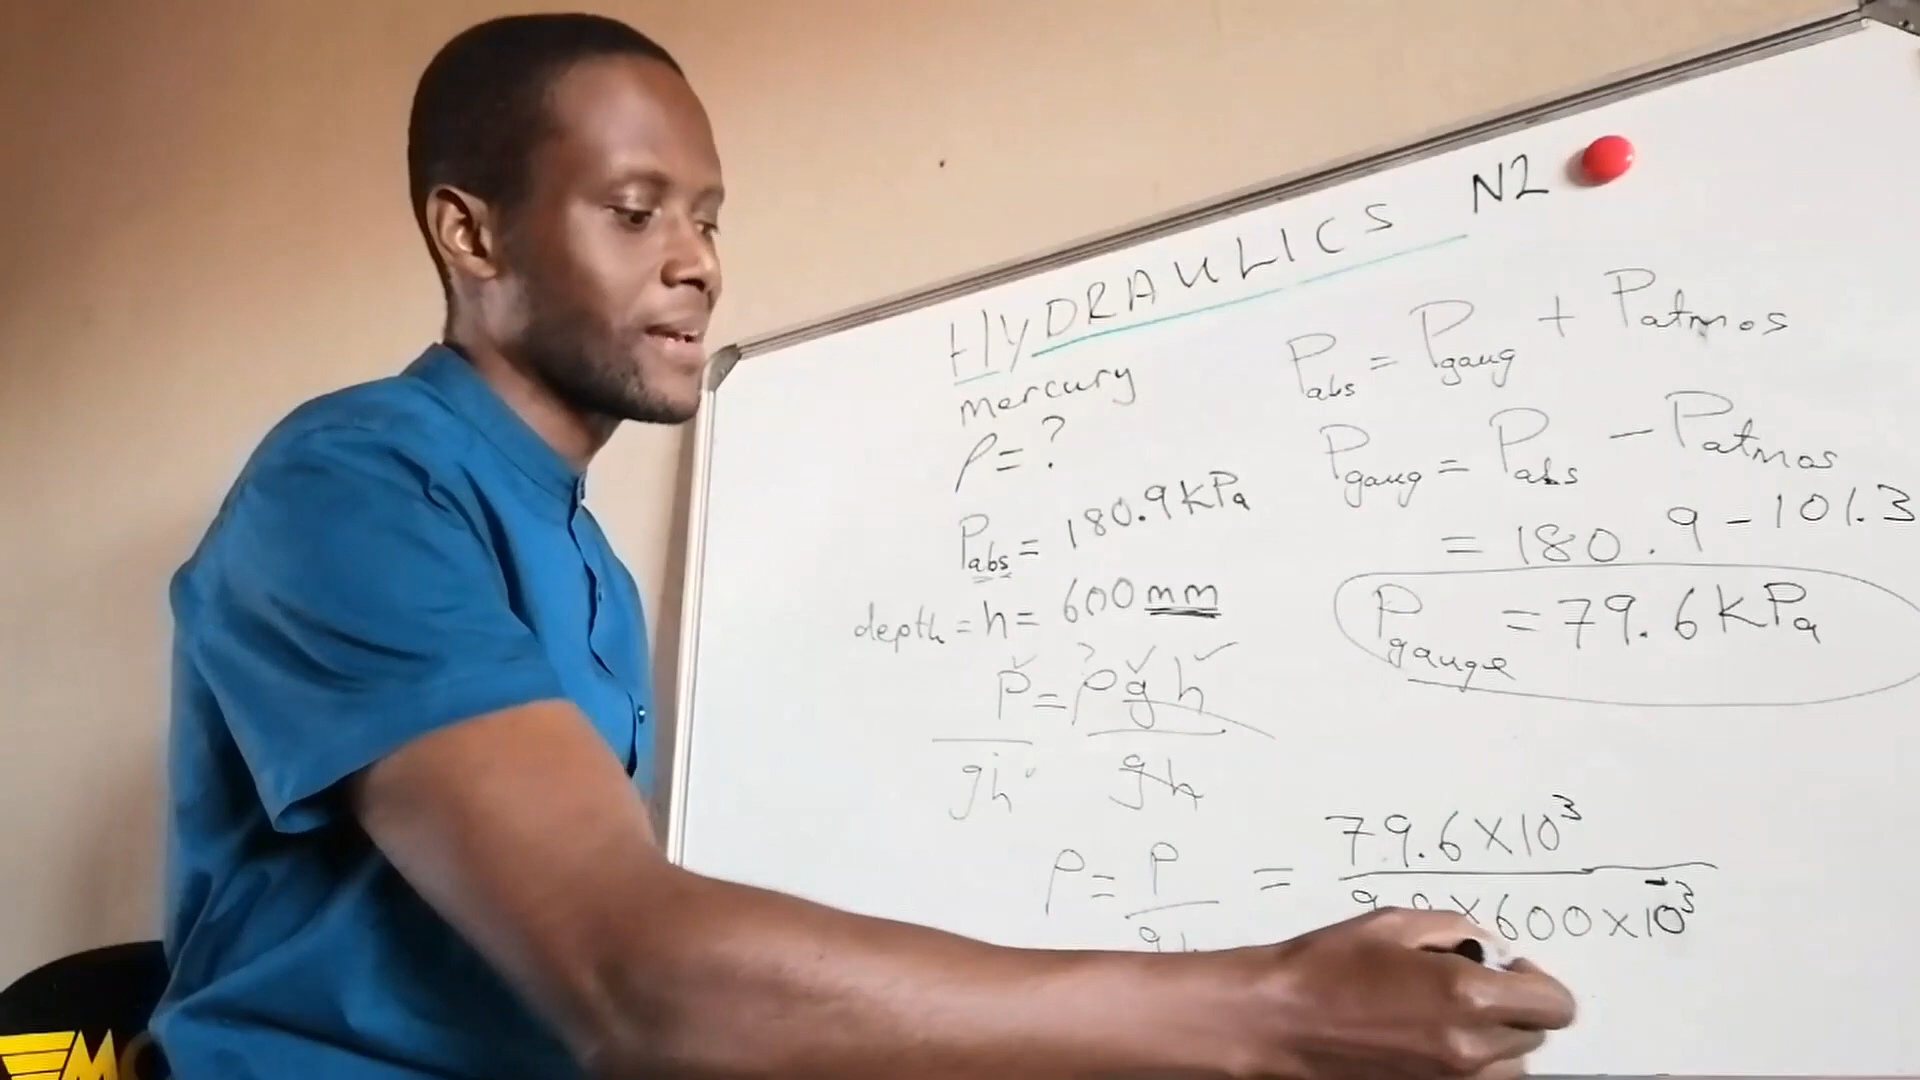 HYDRAULICS N2
mercury
ρ = ?
Pabs = 180.9 kPa
depth = h = 600 mm
P = ρ g h
gh gh
ρ = P = 79.6 × 10³
× 600 × 10⁻³
Pabs = Pgaug + Patmos
Pgaug = Pabs − Patmos
= 180.9 − 101.3
Pgauge = 79.6 kPa